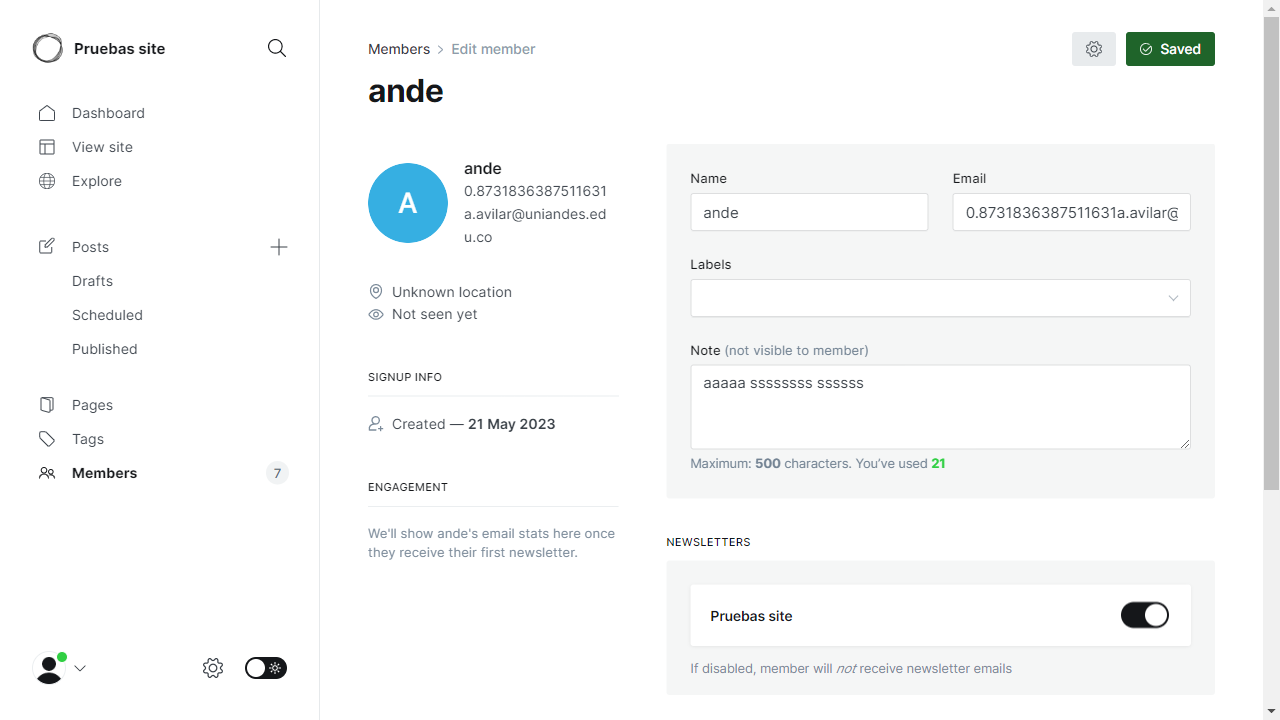 Pruebas site
Dashboard
View site
Explore
Posts
Drafts
Scheduled
Published
Pages
Tags
Members 7
Members Edit member
Saved
ande
A
ande
0.8731836387511631
a.avilar@uniandes.ed
u.co
Unknown location
Not seen yet
SIGNUP INFO
Created — 21 May 2023
ENGAGEMENT
We'll show ande's email stats here once
they receive their first newsletter.
Name Email
ande 0.8731836387511631a.avilar@
Labels
Note (not visible to member)
aaaaa ssssssss ssssss
Maximum: 500 characters. You've used 21
NEWSLETTERS
Pruebas site
If disabled, member will not receive newsletter emails